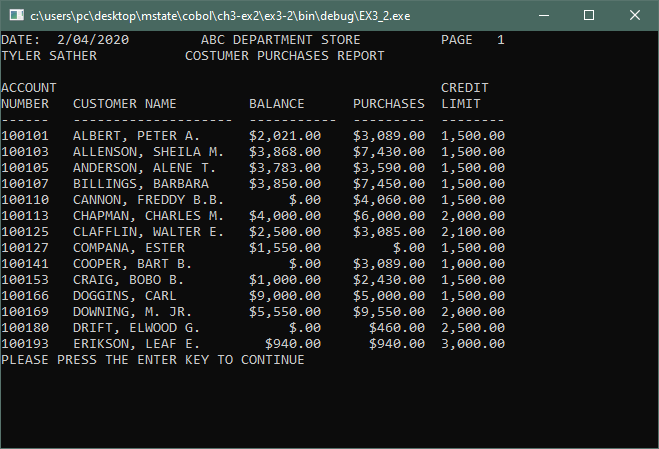 c:\users\pc\desktop\mstate\cobol\ch3-ex2\ex3-2\bin\debug\EX3_2.exe
DATE:  2/04/2020         ABC DEPARTMENT STORE          PAGE   1
TYLER SATHER           COSTUMER PURCHASES REPORT
ACCOUNT                                                CREDIT
NUMBER   CUSTOMER NAME         BALANCE      PURCHASES  LIMIT
------   --------------------  -----------  ---------  --------
100101   ALBERT, PETER A.      $2,021.00    $3,089.00  1,500.00
100103   ALLENSON, SHEILA M.   $3,868.00    $7,430.00  1,500.00
100105   ANDERSON, ALENE T.    $3,783.00    $3,590.00  1,500.00
100107   BILLINGS, BARBARA     $3,850.00    $7,450.00  1,500.00
100110   CANNON, FREDDY B.B.        $.00    $4,060.00  1,500.00
100113   CHAPMAN, CHARLES M.   $4,000.00    $6,000.00  2,000.00
100125   CLAFFLIN, WALTER E.   $2,500.00    $3,085.00  2,100.00
100127   COMPANA, ESTER        $1,550.00         $.00  1,500.00
100141   COOPER, BART B.            $.00    $3,089.00  1,000.00
100153   CRAIG, BOBO B.        $1,000.00    $2,430.00  1,500.00
100166   DOGGINS, CARL         $9,000.00    $5,000.00  1,500.00
100169   DOWNING, M. JR.       $5,550.00    $9,550.00  2,000.00
100180   DRIFT, ELWOOD G.           $.00      $460.00  2,500.00
100193   ERIKSON, LEAF E.        $940.00      $940.00  3,000.00
PLEASE PRESS THE ENTER KEY TO CONTINUE